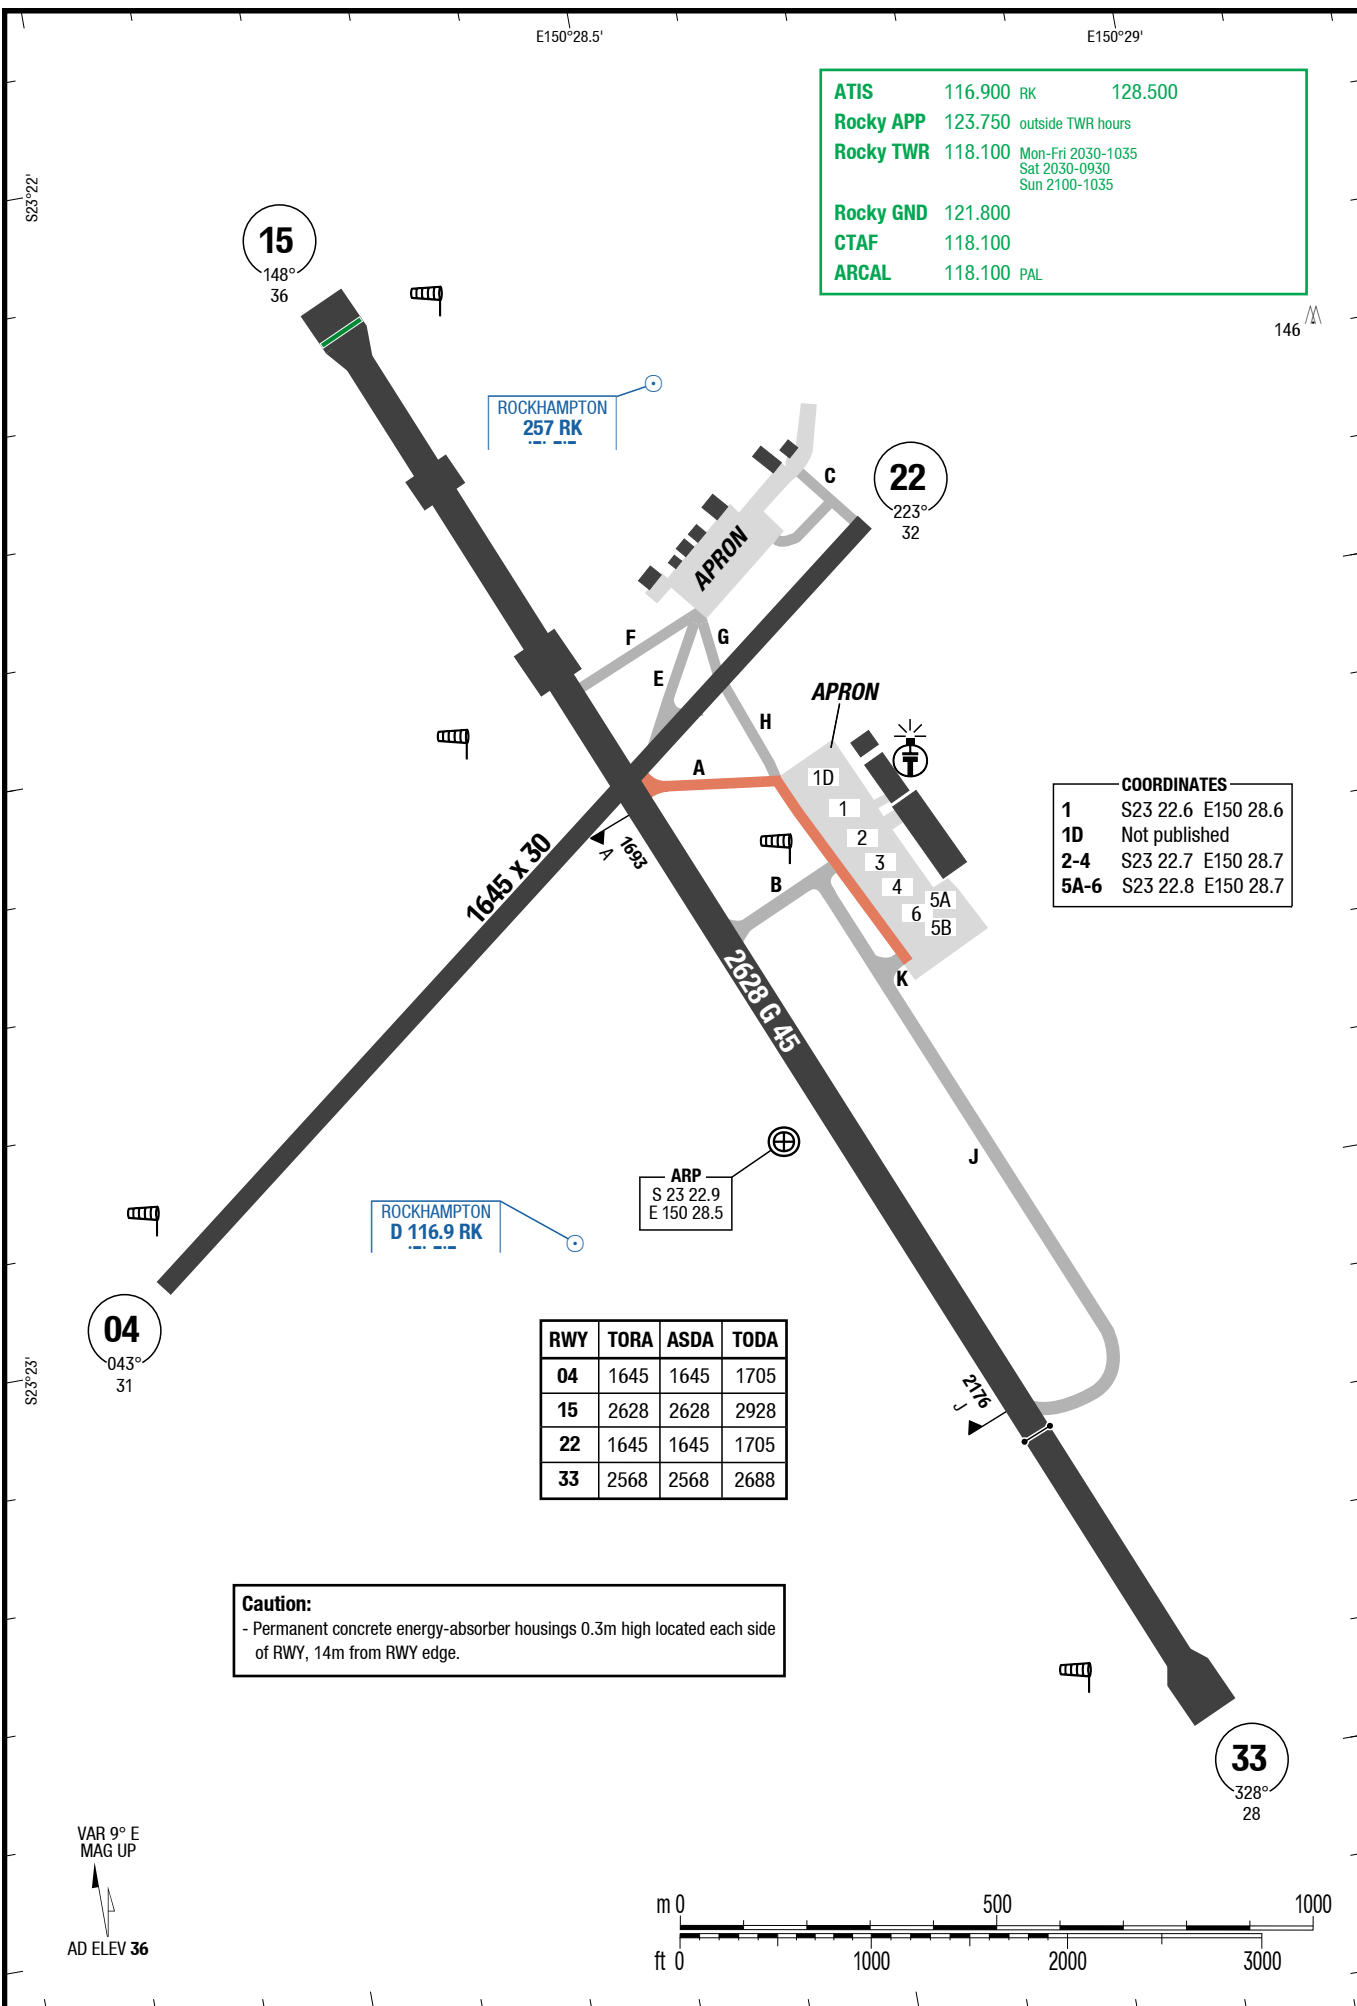 E150°28.5'
E150°29'
ATIS 116.900 RK 128.500
Rocky APP 123.750 outside TWR hours
Rocky TWR 118.100 Mon-Fri 2030-1035
Sat 2030-0930
Sun 2100-1035
Rocky GND 121.800
CTAF 118.100
ARCAL 118.100 PAL
S23°22'
15
148°
36
146
ROCKHAMPTON
257 RK
C
22
223°
32
APRON
F
G
E
APRON
H
A
1D
1
2
3
4
5A
6
5B
COORDINATES
1 S23 22.6 E150 28.6
1D Not published
2-4 S23 22.7 E150 28.7
5A-6 S23 22.8 E150 28.7
1693
A
1645 x 30
B
K
2628 G 45
J
ARP
S 23 22.9
E 150 28.5
ROCKHAMPTON
D 116.9 RK
04
043°
31
S23°23'
RWY TORA ASDA TODA
04 1645 1645 1705
15 2628 2628 2928
22 1645 1645 1705
33 2568 2568 2688
2176
J
Caution:
- Permanent concrete energy-absorber housings 0.3m high located each side
of RWY, 14m from RWY edge.
33
328°
28
VAR 9° E
MAG UP
AD ELEV 36
m 0 500 1000
ft 0 1000 2000 3000